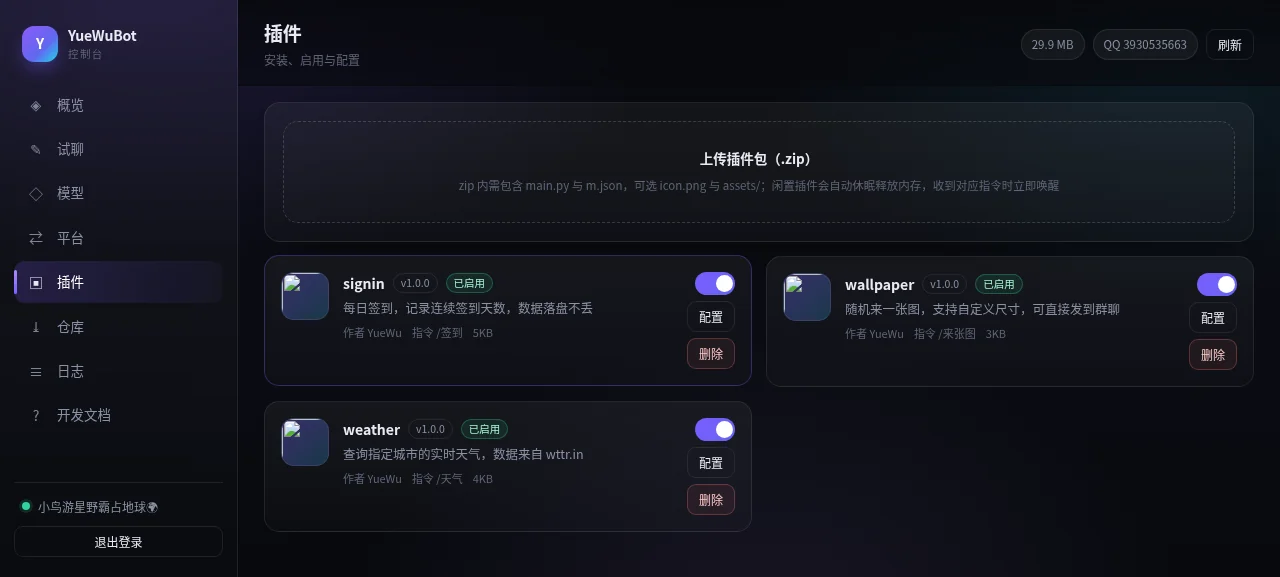 Y
YueWuBot
控制台
概览
试聊
模型
平台
插件
仓库
日志
? 开发文档
小鸟游星野霸占地球🌍
退出登录
插件
安装、启用与配置
29.9 MB
QQ 3930535663
刷新
上传插件包（.zip）
zip 内需包含 main.py 与 m.json，可选 icon.png 与 assets/；闲置插件会自动休眠释放内存，收到对应指令时立即唤醒
signin v1.0.0 已启用
每日签到，记录连续签到天数，数据落盘不丢
作者 YueWu 指令 /签到 5KB
配置
删除
wallpaper v1.0.0 已启用
随机来一张图，支持自定义尺寸，可直接发到群聊
作者 YueWu 指令 /来张图 3KB
配置
删除
weather v1.0.0 已启用
查询指定城市的实时天气，数据来自 wttr.in
作者 YueWu 指令 /天气 4KB
配置
删除